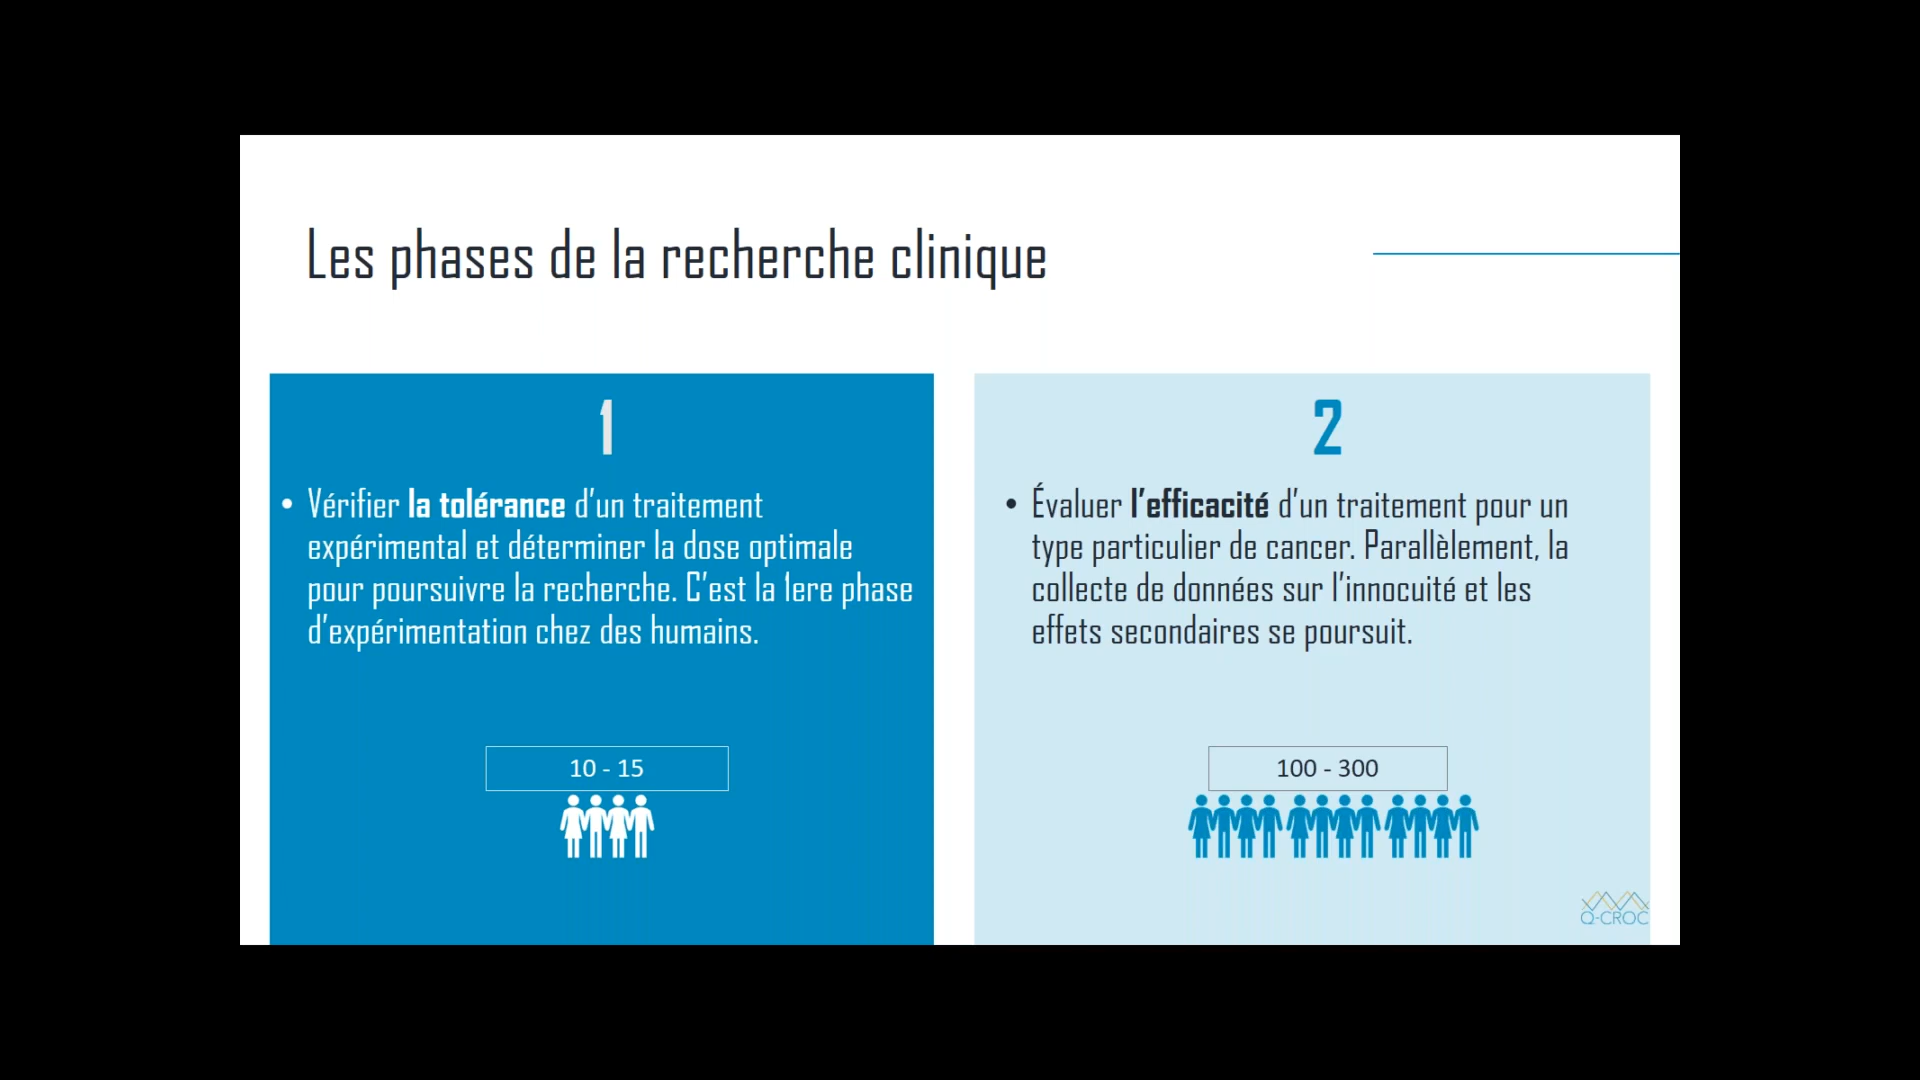 Les phases de la recherche clinique
1
• Vérifier la tolérance d’un traitement
expérimental et déterminer la dose optimale
pour poursuivre la recherche. C’est la 1ere phase
d’expérimentation chez des humains.
10 - 15
2
• Évaluer l’efficacité d’un traitement pour un
type particulier de cancer. Parallèlement, la
collecte de données sur l’innocuité et les
effets secondaires se poursuit.
100 - 300
Q-CROC